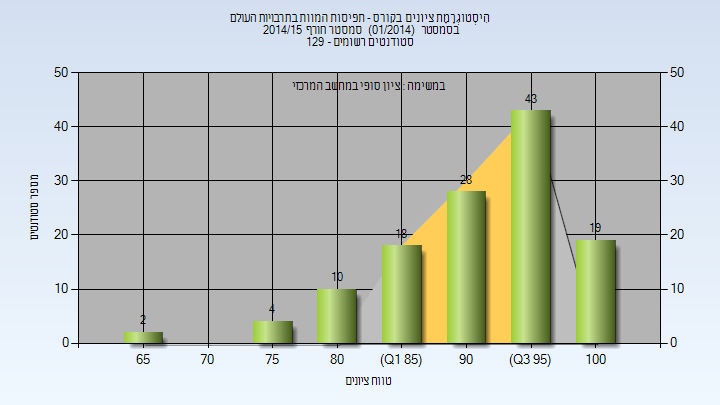 היסטוגרמת ציונים בקורס - תפיסות המוות בתרבויות העולם
בסמסטר (01/2014) סמסטר חורף 2014/15
סטודנטים רשומים - 129
במשימה : ציון סופי במחשב המרכזי
50 50
40 40
30 30
20 20
10 10
0 0
מספר סטודנטים
2 4 10 18 28 43 19
65 70 75 80 (Q1 85) 90 (Q3 95) 100
טווח ציונים